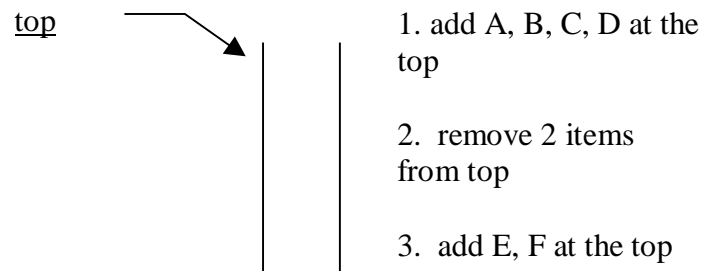 top
1. add A, B, C, D at the
top
2. remove 2 items
from top
3. add E, F at the top